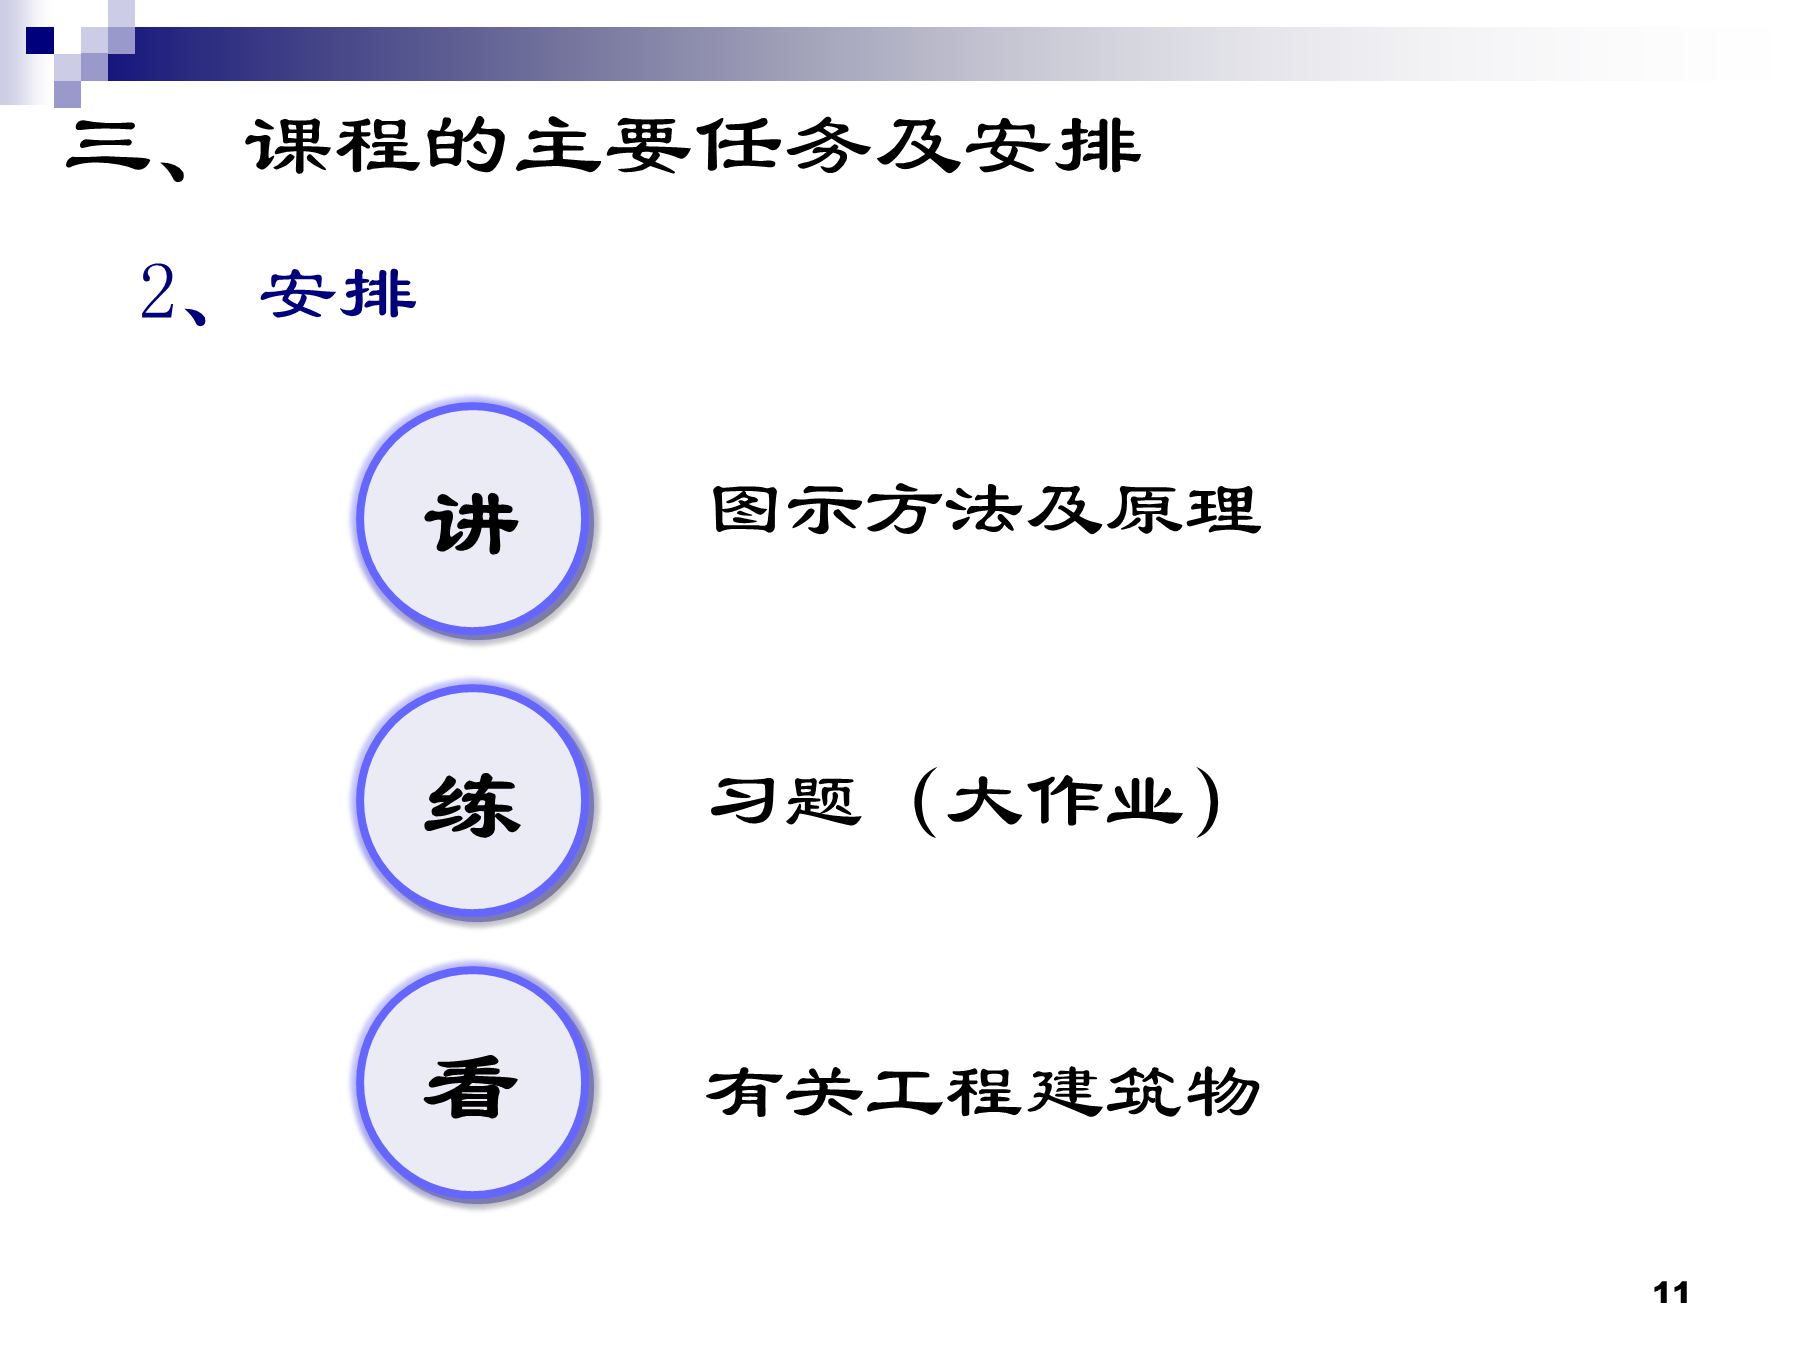 三、课程的主要任务及安排
2、安排
讲
图示方法及原理
练
习题（大作业）
看
有关工程建筑物
11